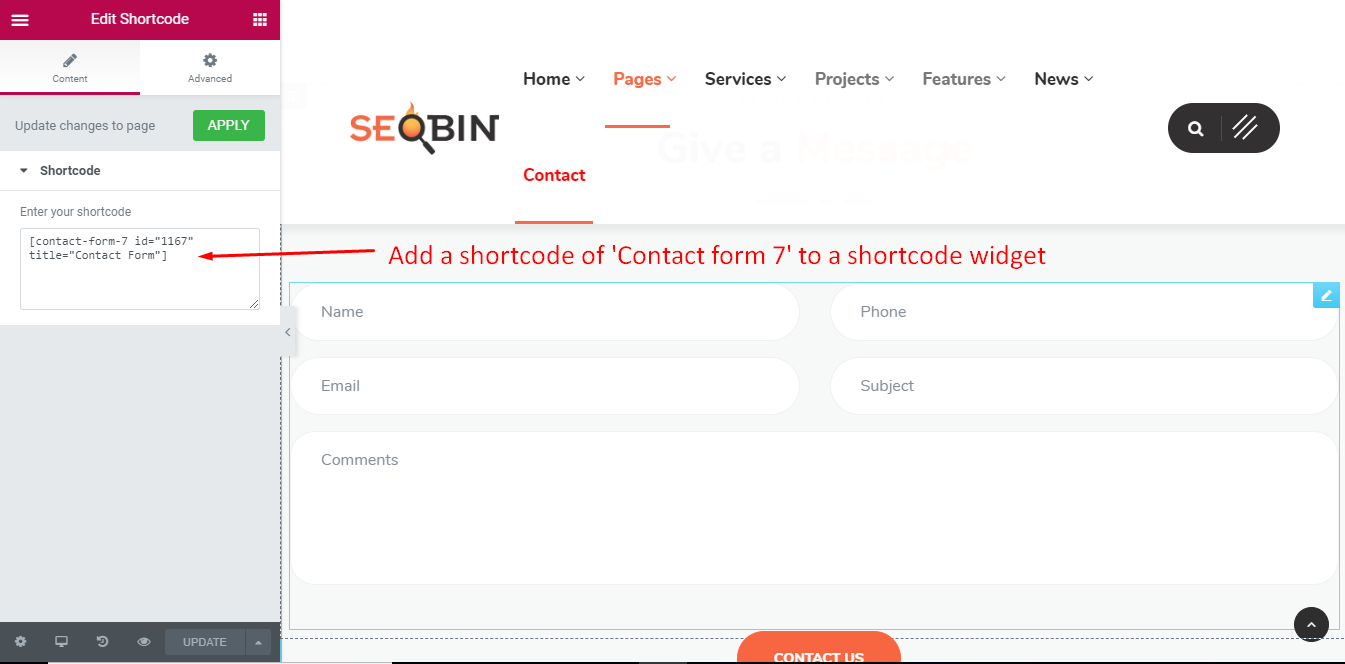 Edit Shortcode
Content
Advanced
Update changes to page
APPLY
Shortcode
Enter your shortcode
[contact-form-7 id="1167"
title="Contact Form"]
UPDATE
Home
Pages
Services
Projects
Features
News
SEOBIN
Give a Message
Contact
Add a shortcode of 'Contact form 7' to a shortcode widget
Name
Phone
Email
Subject
Comments
CONTACT US